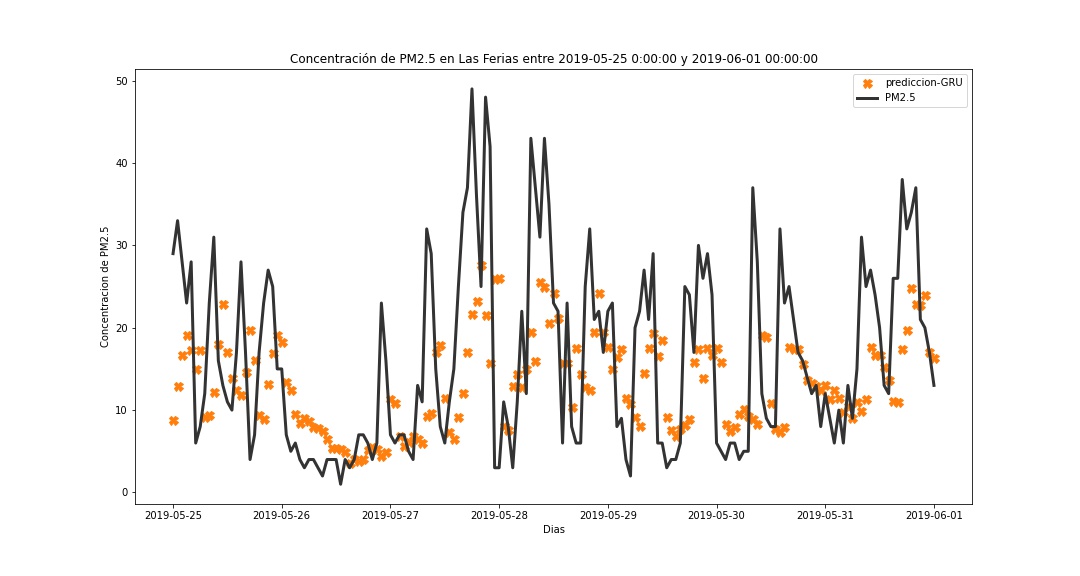 Concentración de PM2.5 en Las Ferias entre 2019-05-25 0:00:00 y 2019-06-01 00:00:00
prediccion-GRU
PM2.5
Concentracion de PM2.5
50
40
30
20
10
0
2019-05-25 2019-05-26 2019-05-27 2019-05-28 2019-05-29 2019-05-30 2019-05-31 2019-06-01
Dias